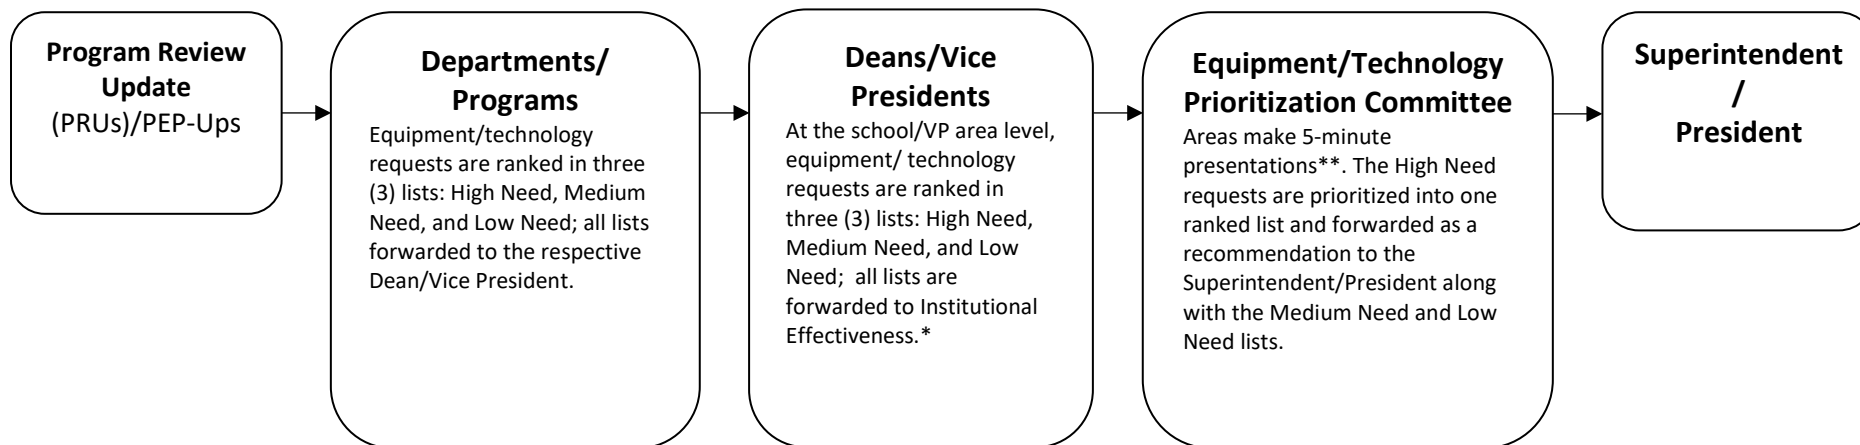 Program Review
Update
(PRUs)/PEP-Ups
Departments/
Programs
Equipment/technology
requests are ranked in three
(3) lists: High Need, Medium
Need, and Low Need; all lists
forwarded to the respective
Dean/Vice President.
Deans/Vice
Presidents
At the school/VP area level,
equipment/ technology
requests are ranked in
three (3) lists: High Need,
Medium Need, and Low
Need;  all lists are
forwarded to Institutional
Effectiveness.*
Equipment/Technology
Prioritization Committee
Areas make 5-minute
presentations**. The High Need
requests are prioritized into one
ranked list and forwarded as a
recommendation to the
Superintendent/President along
with the Medium Need and Low
Need lists.
Superintendent
/
President